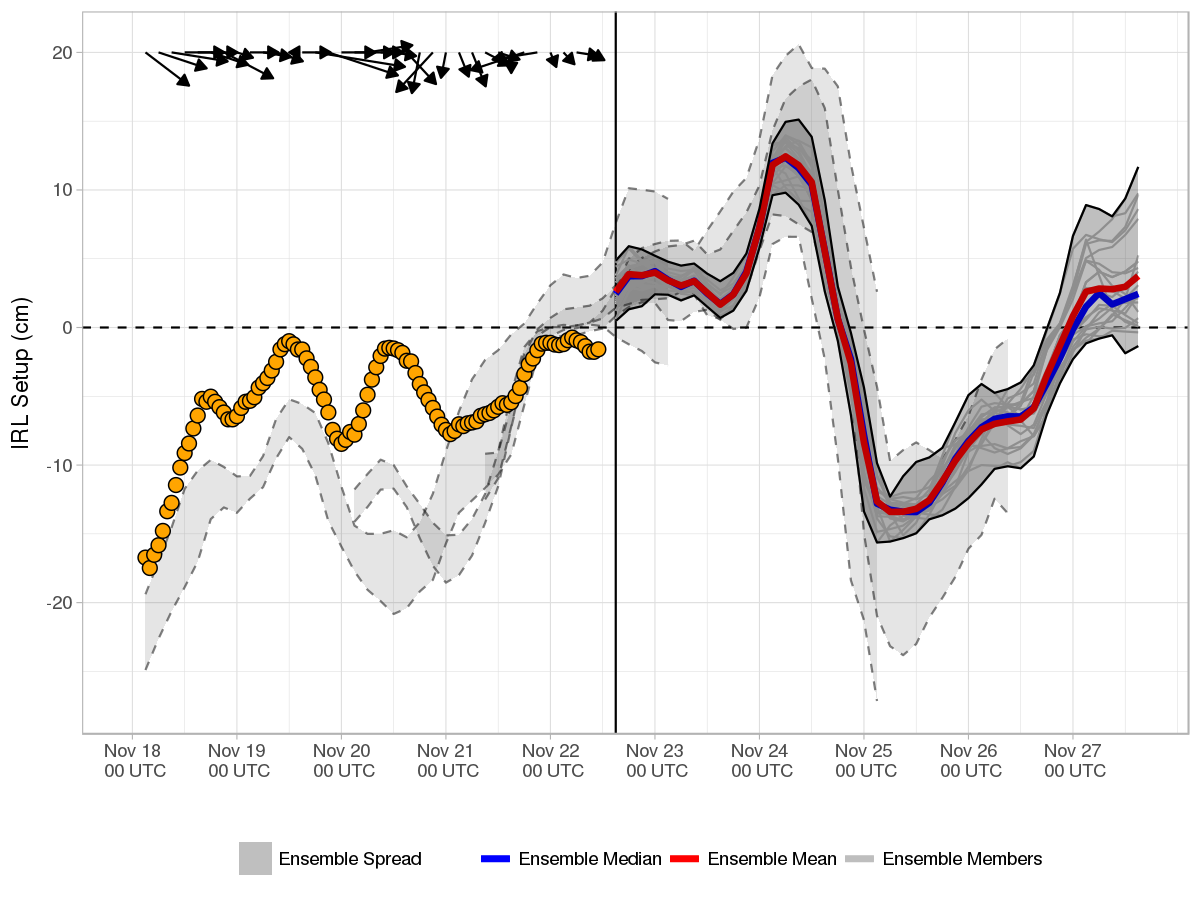 IRL Setup (cm)
20
10
0
-10
-20
Nov 18 Nov 19 Nov 20 Nov 21 Nov 22 Nov 23 Nov 24 Nov 25 Nov 26 Nov 27
00 UTC 00 UTC 00 UTC 00 UTC 00 UTC 00 UTC 00 UTC 00 UTC 00 UTC 00 UTC
Ensemble Spread Ensemble Median Ensemble Mean Ensemble Members